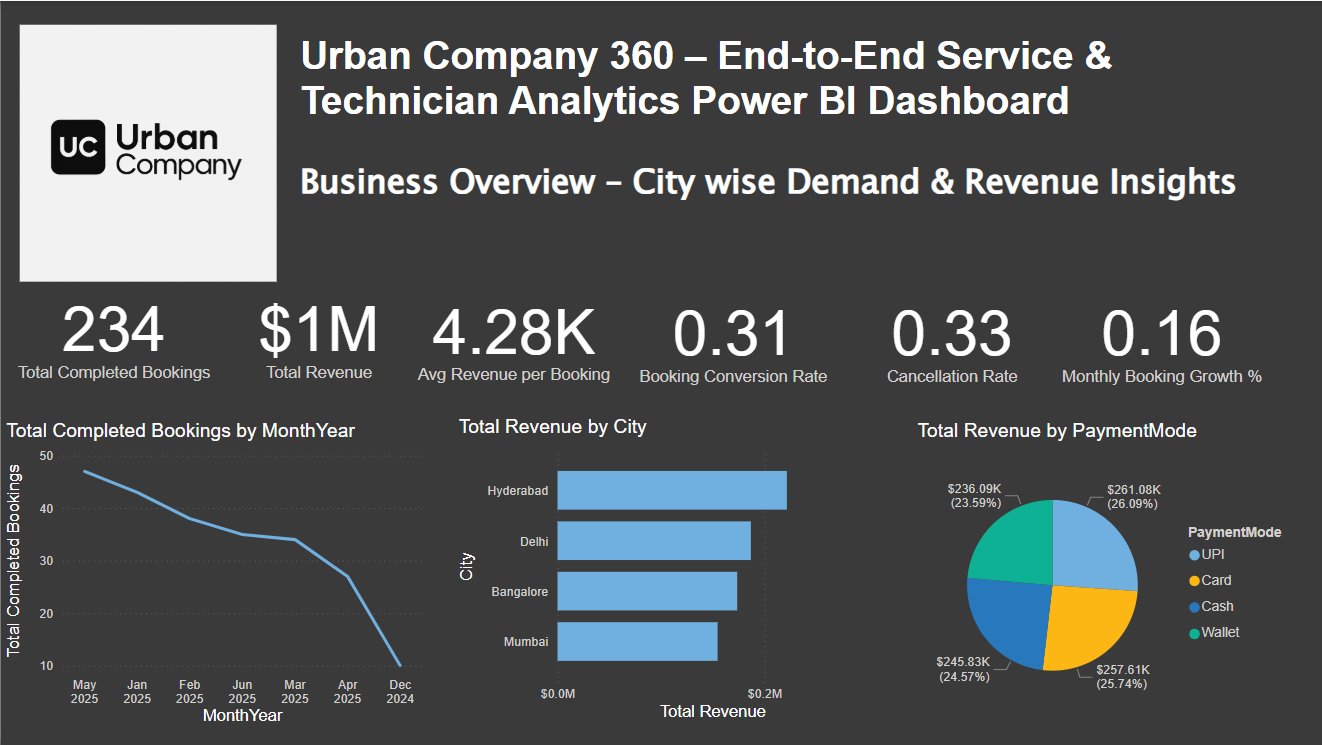 UC Urban
Company
Urban Company 360 – End-to-End Service &
Technician Analytics Power BI Dashboard
Business Overview – City wise Demand & Revenue Insights
234
Total Completed Bookings
$1M
Total Revenue
4.28K
Avg Revenue per Booking
0.31
Booking Conversion Rate
0.33
Cancellation Rate
0.16
Monthly Booking Growth %
Total Completed Bookings by MonthYear
Total Completed Bookings
50
40
30
20
10
May
2025
Jan
2025
Feb
2025
Jun
2025
Mar
2025
Apr
2025
Dec
2024
MonthYear
Total Revenue by City
City
Hyderabad
Delhi
Bangalore
Mumbai
$0.0M
$0.2M
Total Revenue
Total Revenue by PaymentMode
$236.09K
(23.59%)
$261.08K
(26.09%)
$245.83K
(24.57%)
$257.61K
(25.74%)
PaymentMode
UPI
Card
Cash
Wallet